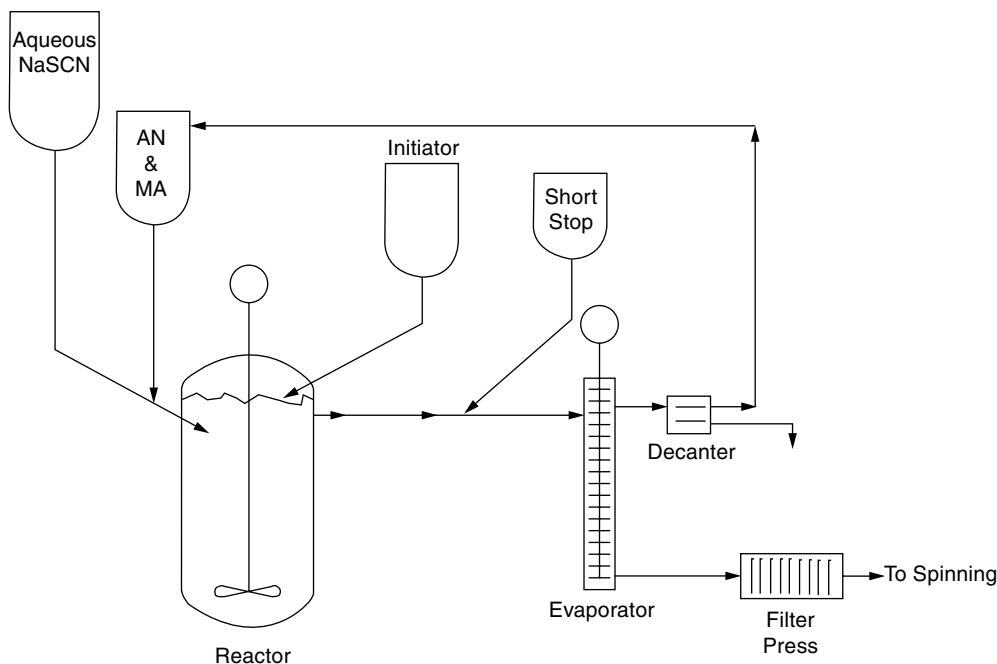 Aqueous
NaSCN
AN
&
MA
Initiator
Short
Stop
Decanter
Evaporator
To Spinning
Filter
Press
Reactor